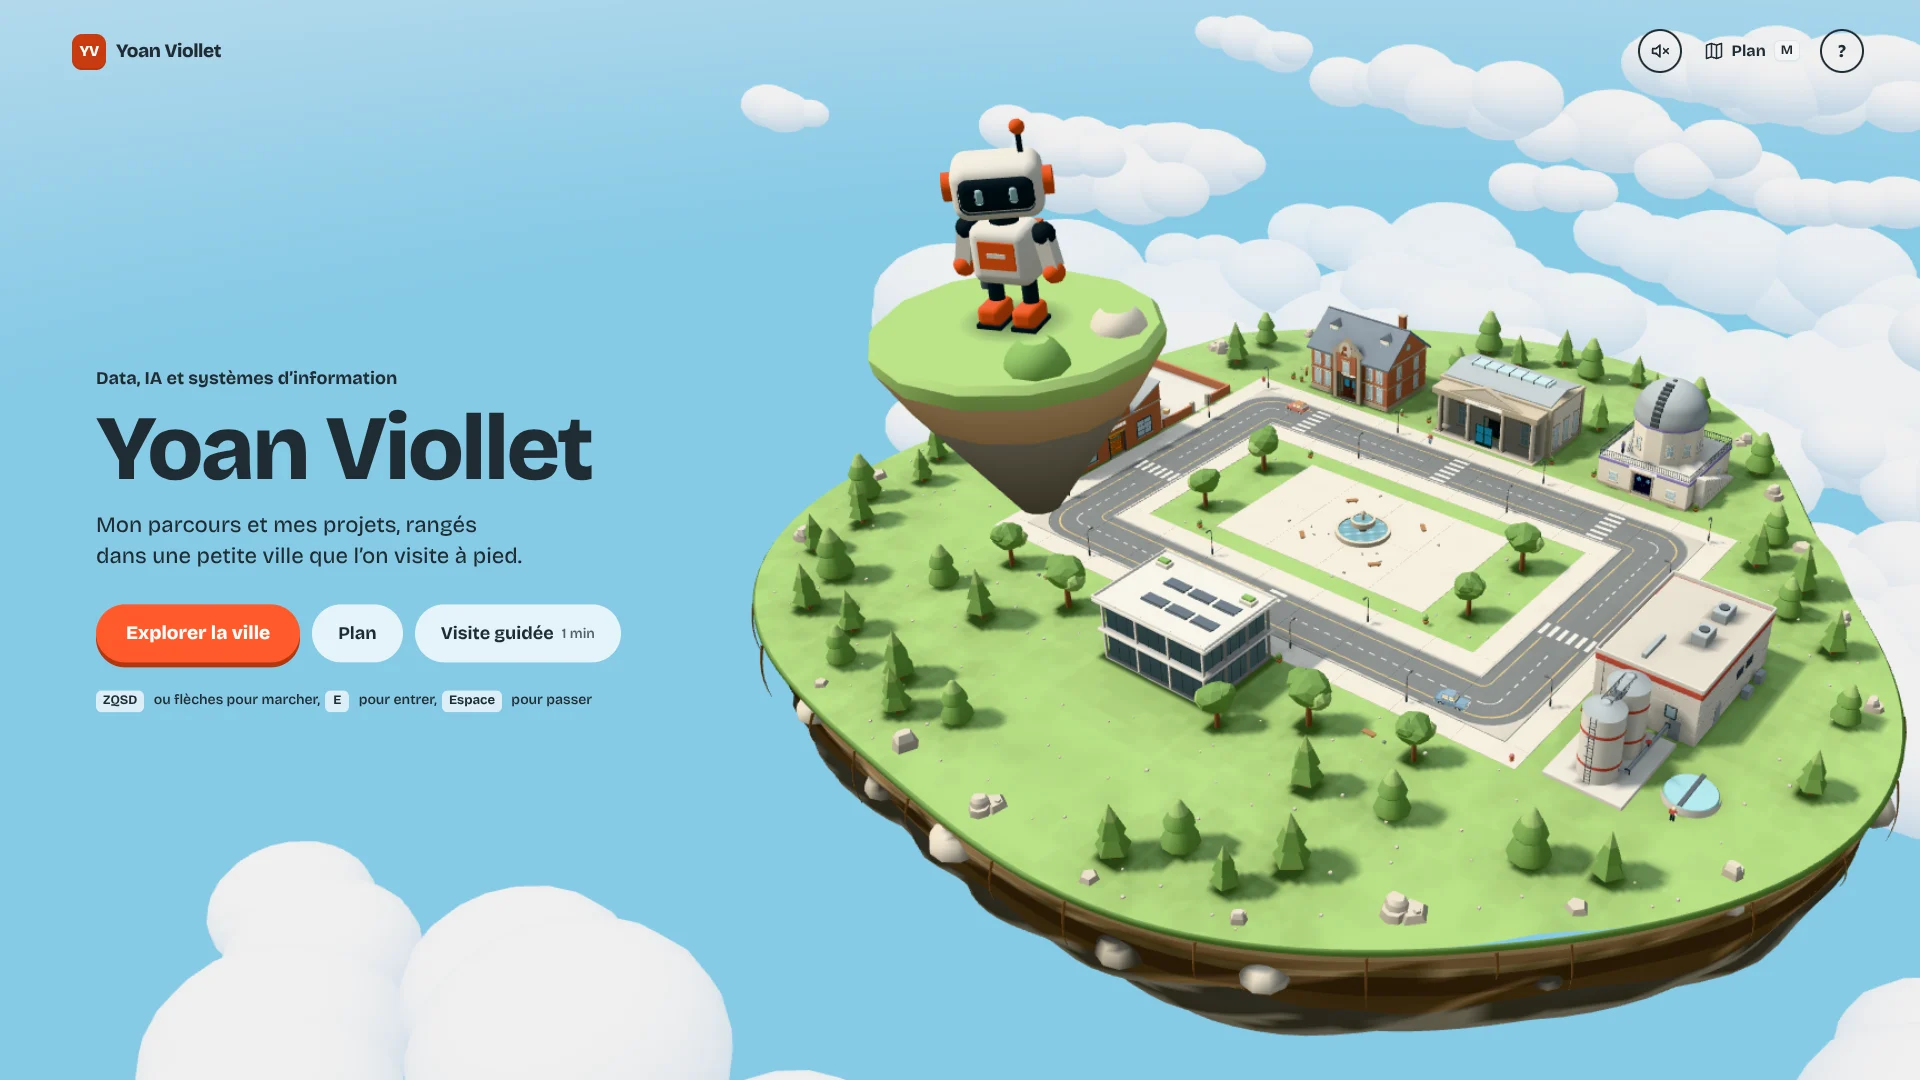 YV Yoan Viollet
Plan M ?
Data, IA et systèmes d'information
Yoan Viollet
Mon parcours et mes projets, rangés
dans une petite ville que l'on visite à pied.
Explorer la ville
Plan
Visite guidée 1 min
ZQSD ou flèches pour marcher, E pour entrer, Espace pour passer